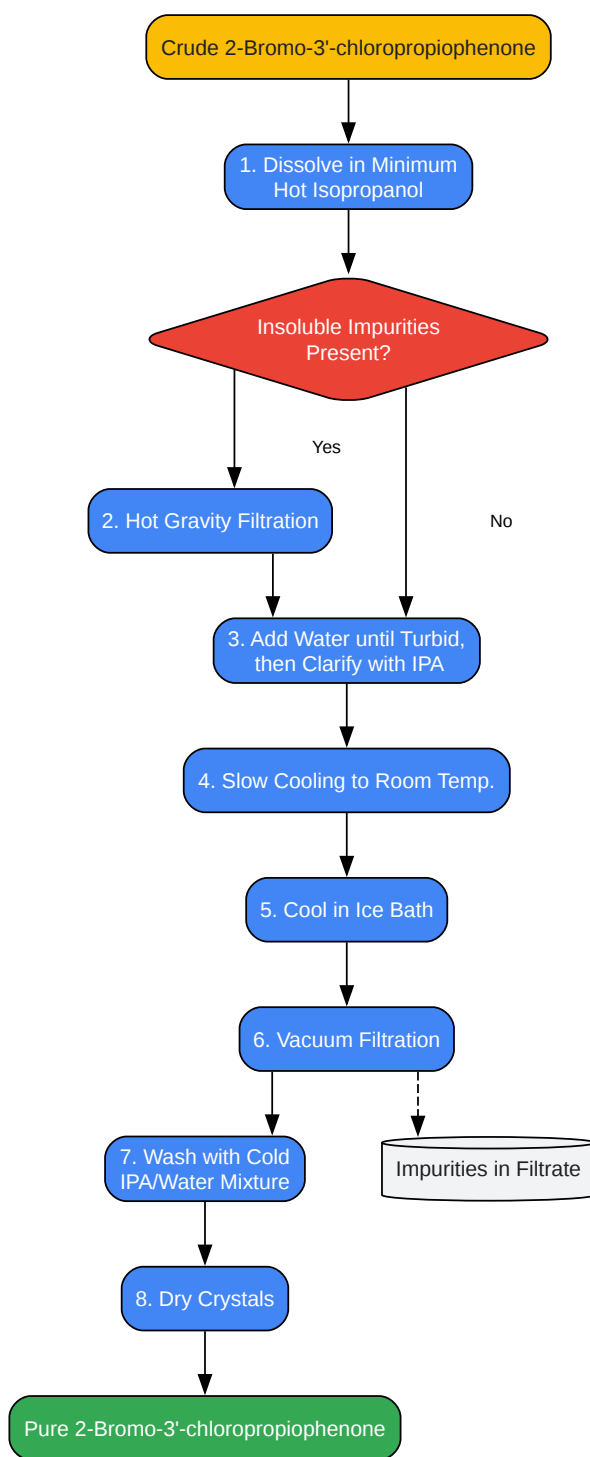 Crude 2-Bromo-3'-chloropropiophenone
1. Dissolve in Minimum
Hot Isopropanol
Insoluble Impurities
Present?
Yes
2. Hot Gravity Filtration
No
3. Add Water until Turbid,
then Clarify with IPA
4. Slow Cooling to Room Temp.
5. Cool in Ice Bath
6. Vacuum Filtration
7. Wash with Cold
IPA/Water Mixture
Impurities in Filtrate
8. Dry Crystals
Pure 2-Bromo-3'-chloropropiophenone